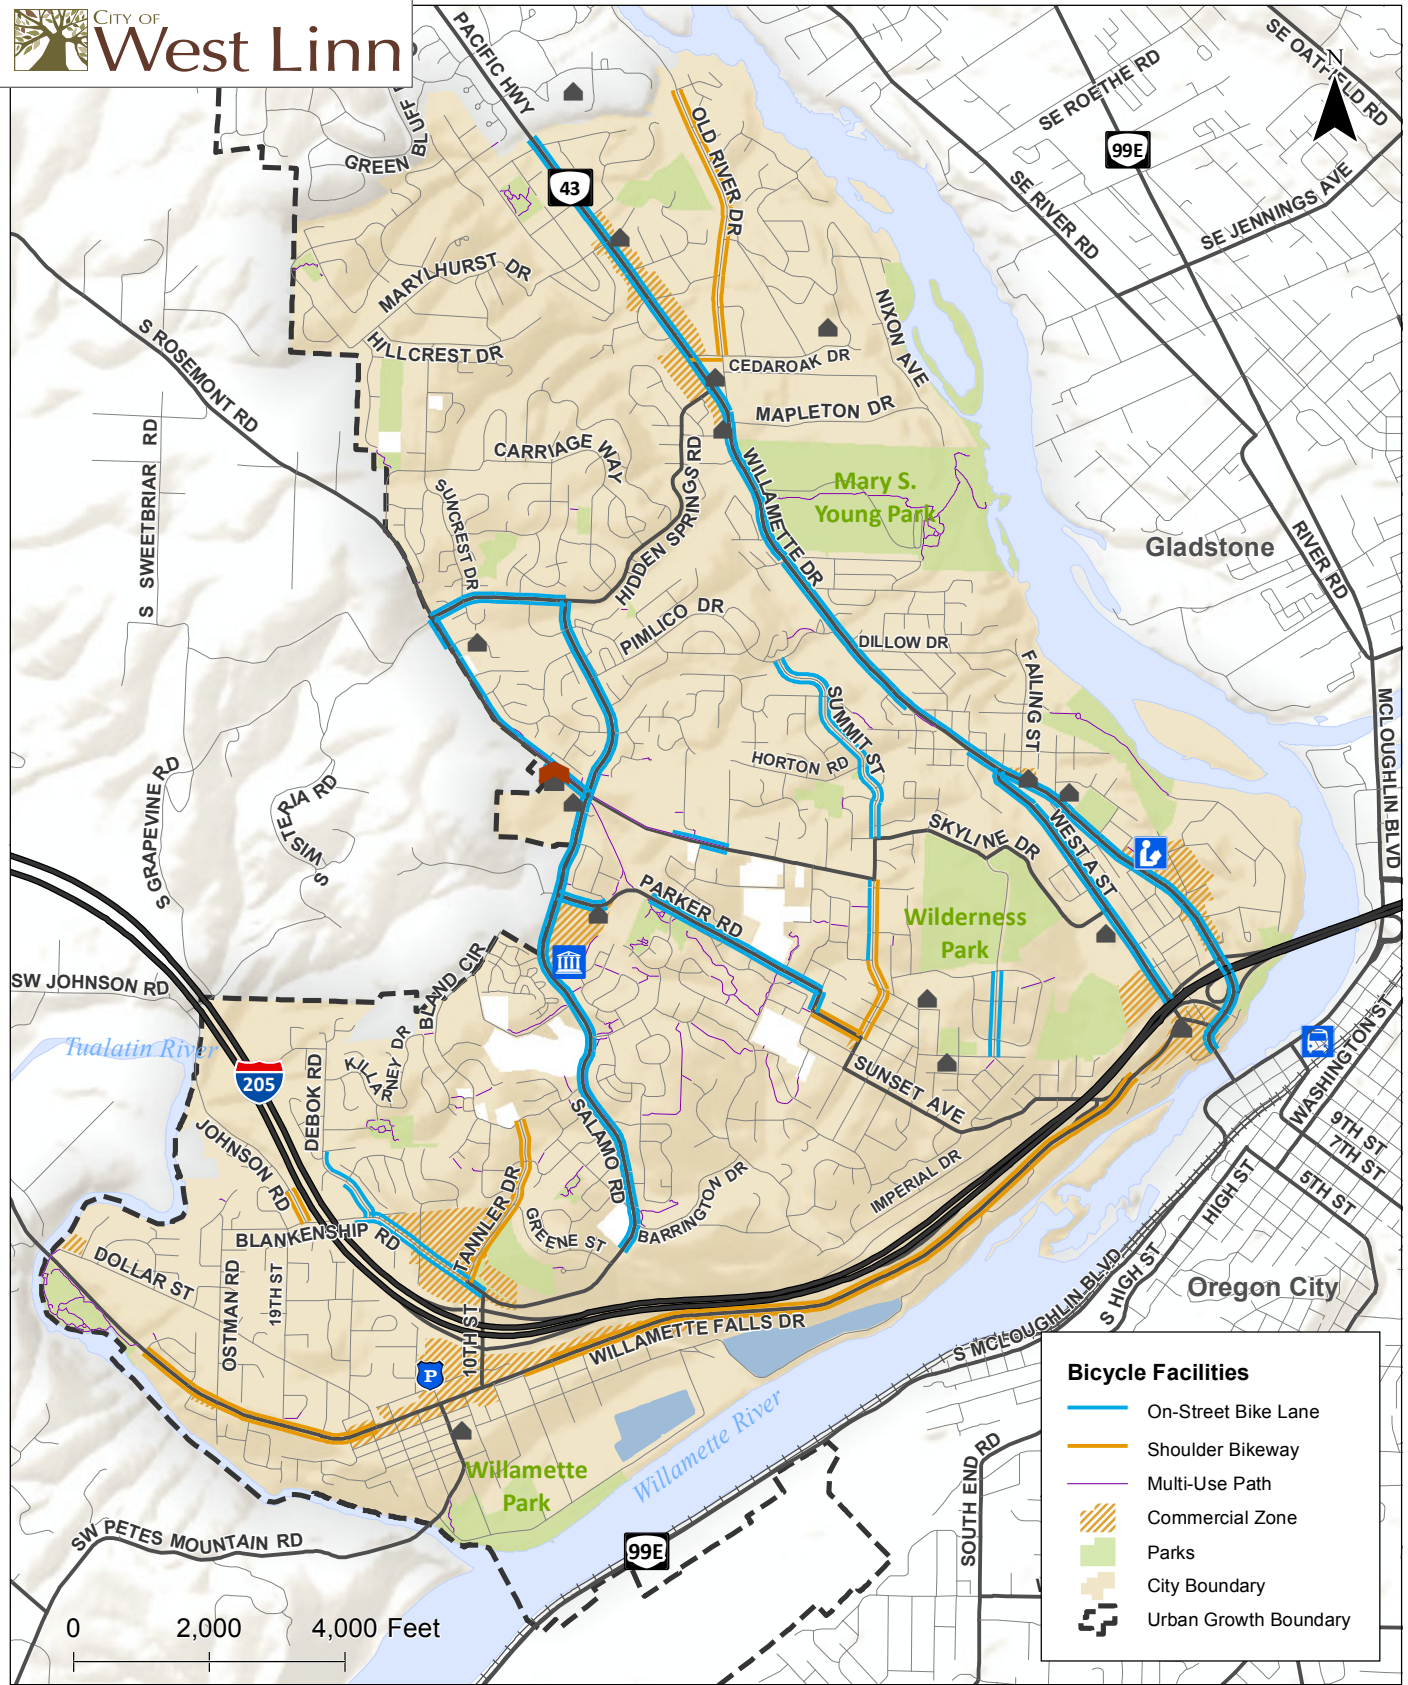 CITY OF
West Linn
PACIFIC HWY
GREEN BLUFF
43
OLD RIVER DR
SE OATFIELD RD
N
SE ROETHE RD
99E
SE RIVER RD
SE JENNINGS AVE
MARYLHURST DR
HILLCREST DR
S ROSEMONT RD
NIXON AVE
CEDAROAK DR
MAPLETON DR
S SWEETBRIAR RD
CARRIAGE WAY
SUNCREST DR
HIDDEN SPRINGS RD
WILLAMETTE DR
Mary S.
Young Park
Gladstone
RIVER RD
PIMLICO DR
DILLOW DR
FAILING ST
SUMMIT ST
HORTON RD
MCLOUGHLIN BLVD
S GRAPEVINE RD
S WISTERIA RD
SKYLINE DR
WEST A ST
PARKER RD
Wilderness
Park
SW JOHNSON RD
BLAND CIR
Tualatin River
205
DEBOK RD
KILLARNEY DR
SUNSET AVE
WASHINGTON ST
9TH ST
7TH ST
5TH ST
HIGH ST
JOHNSON RD
SALAMO RD
IMPERIAL DR
BARRINGTON DR
TANNLER DR
GREENE ST
BLANKENSHIP RD
DOLLAR ST
OSTMAN RD
19TH ST
10TH ST
WILLAMETTE FALLS DR
S MCLOUGHLIN BLVD
S HIGH ST
Oregon City
P
Willamette River
Willamette
Park
SW PETES MOUNTAIN RD
99E
SOUTH END RD
0 2,000 4,000 Feet
Bicycle Facilities
On-Street Bike Lane
Shoulder Bikeway
Multi-Use Path
Commercial Zone
Parks
City Boundary
Urban Growth Boundary